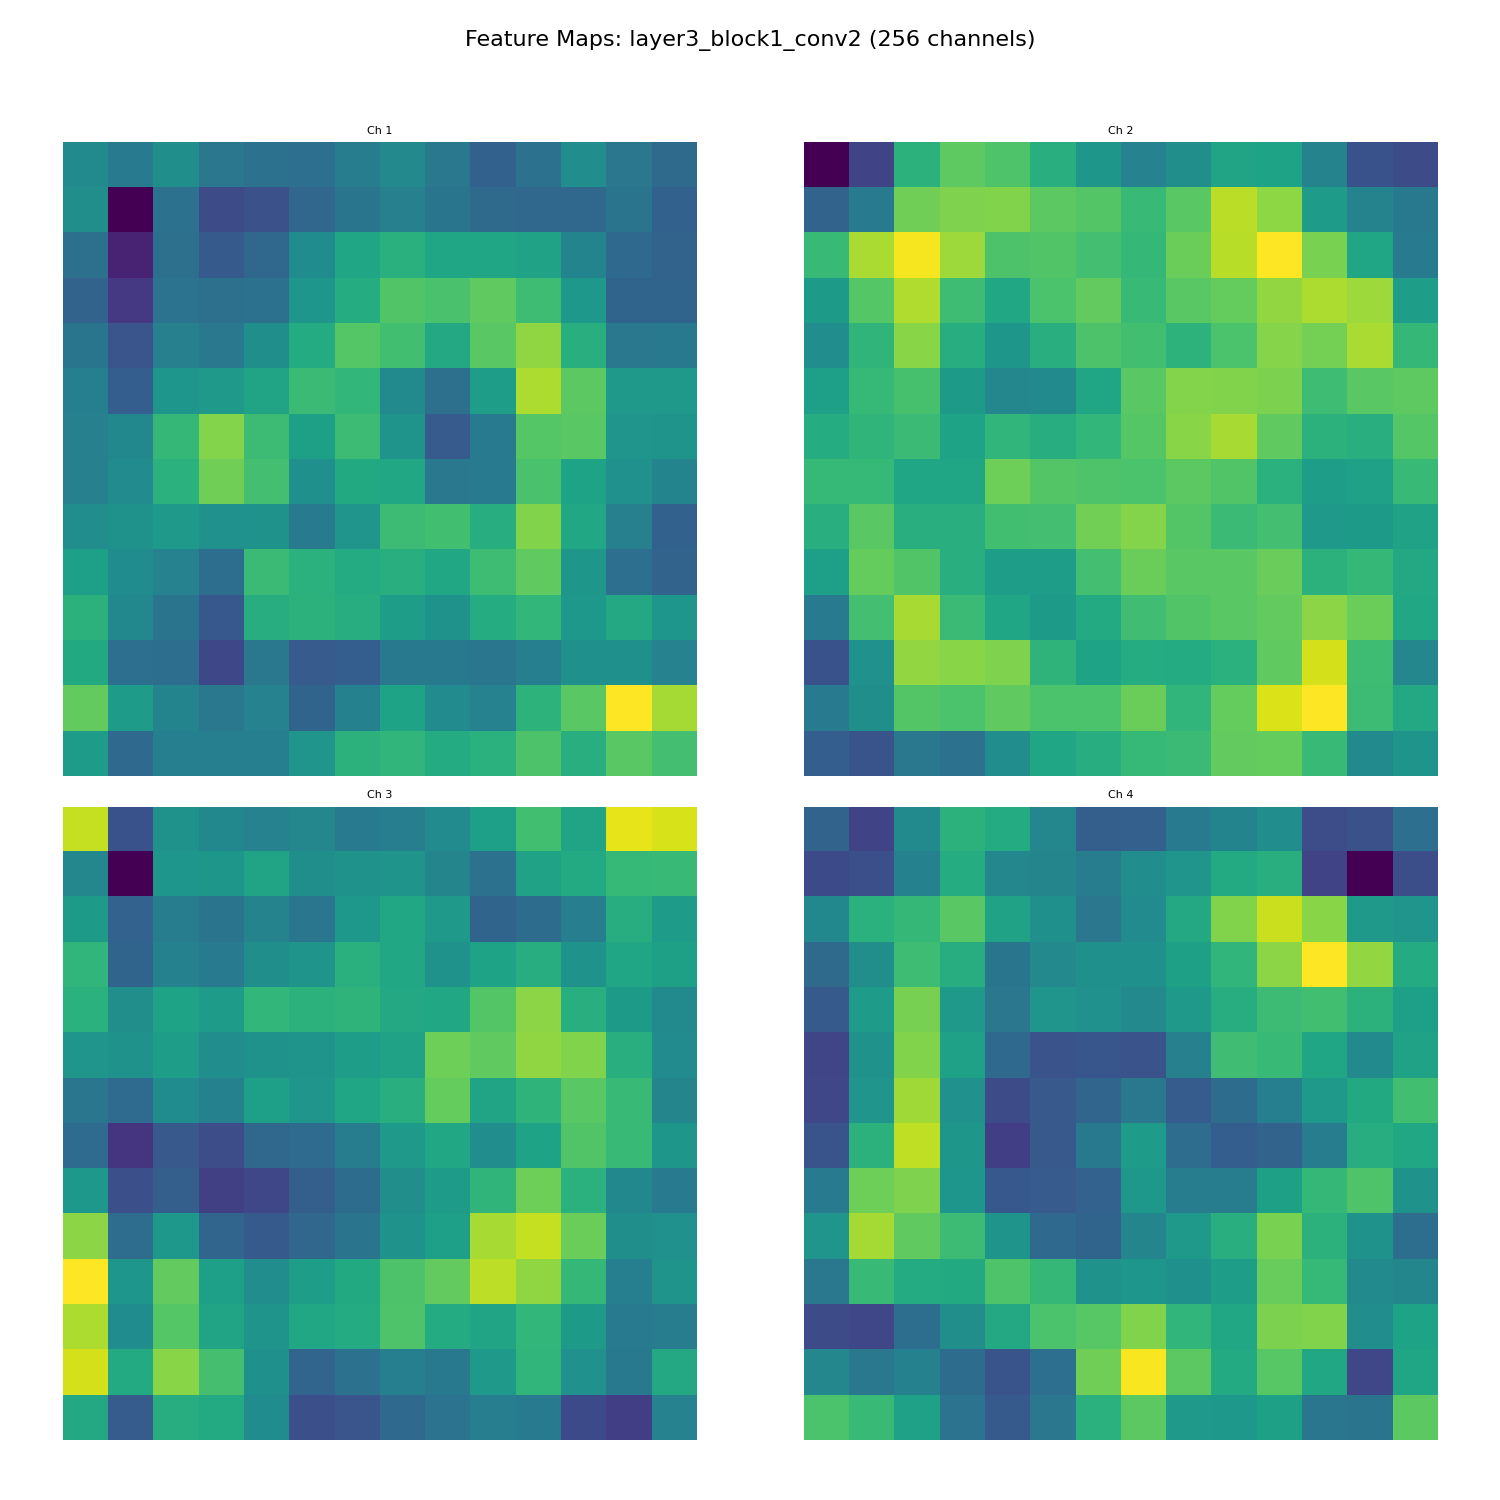 Feature Maps: layer3_block1_conv2 (256 channels)
Ch 1
Ch 2
Ch 3
Ch 4